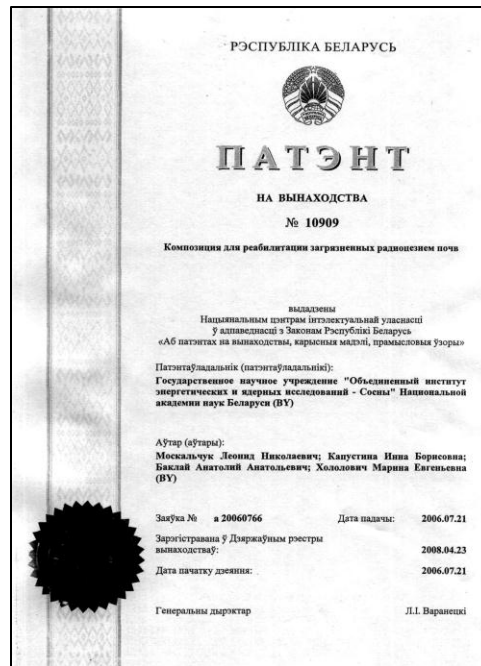 РЭСПУБЛІКА БЕЛАРУСЬ
ПАТЭНТ
НА ВЫНАХОДСТВА
№ 10909
Композиция для реабилитации загрязненных радиоцезием почв
выдадзены
Нацыянальным цэнтрам інтэлектуальнай уласнасці
ў адпаведнасці з Законам Рэспублікі Беларусь
«Аб патэнтах на вынаходствы, карысныя мадэлі, прамысловыя ўзоры»
Патэнтаўладальнік (патэнтаўладальнікі):
Государственное научное учреждение "Объединенный институт
энергетических и ядерных исследований - Сосны" Национальной
академии наук Беларуси (BY)
Аўтар (аўтары):
Москальчук Леонид Николаевич; Капустина Инна Борисовна;
Баклай Анатолий Анатольевич; Хололович Марина Евгеньевна
(BY)
Заяўка № а 20060766 Дата падачы: 2006.07.21
Зарэгістравана ў Дзяржаўным рэестры
вынаходстваў: 2008.04.23
Дата пачатку дзеяння: 2006.07.21
Генеральны дырэктар Л.І. Варанецкі